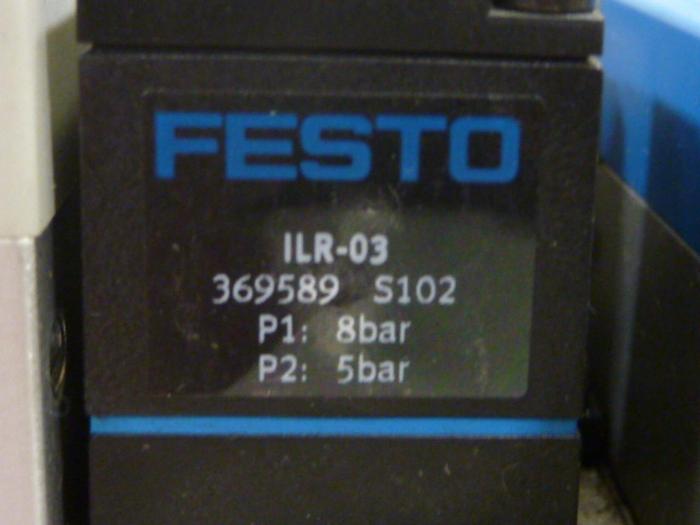 FESTO
ILR-03
369589 S102
P1: 8bar
P2: 5bar